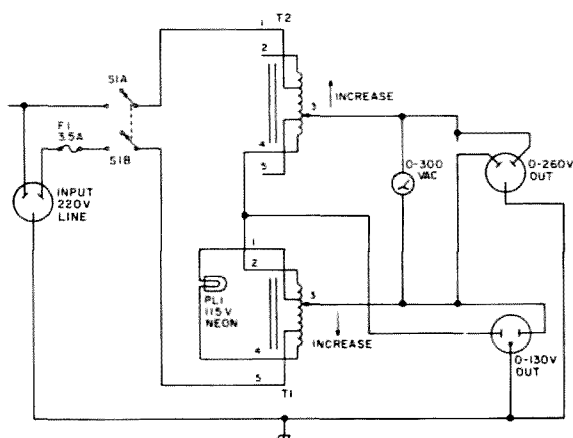 1
T2
2
S1A
3
INCREASE
F1
3.5A
S1B
4
5
0-300
VAC
0-260V
OUT
INPUT
220V
LINE
1
2
PL1
115V
NEON
3
INCREASE
4
0-130V
OUT
5
T1